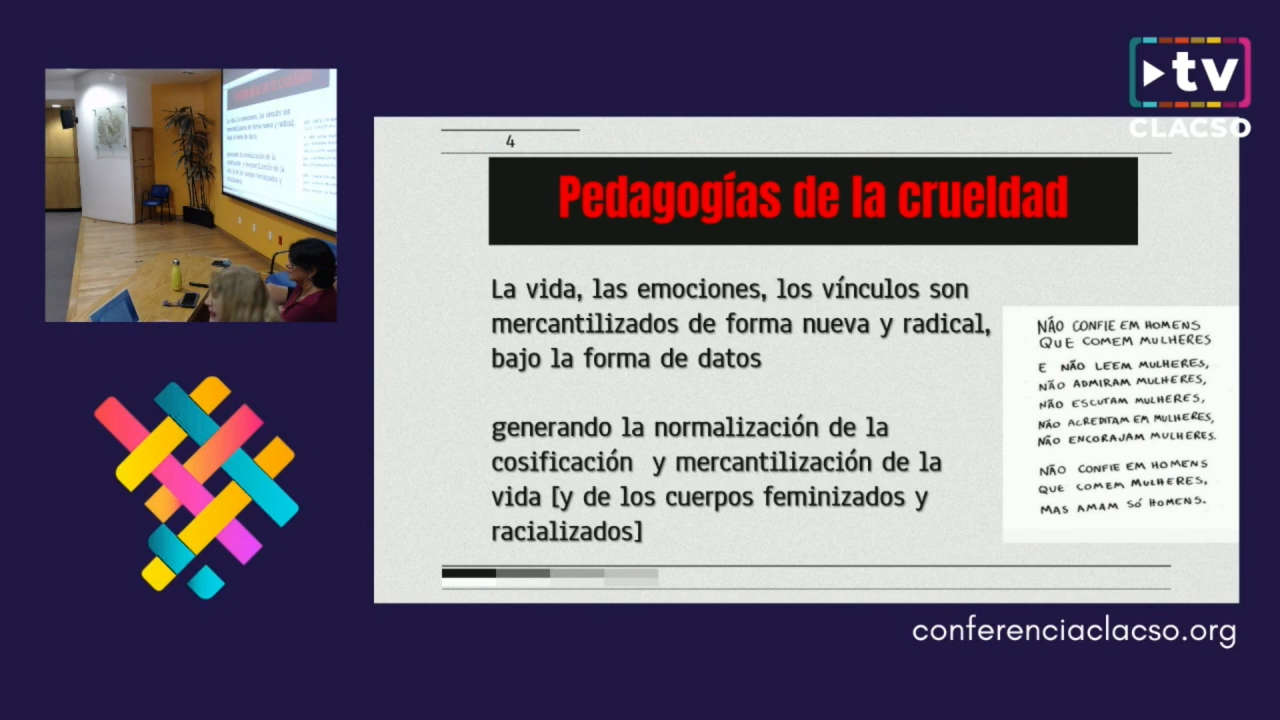 tv
CLACSO
4
Pedagogías de la crueldad
La vida, las emociones, los vínculos son
mercantilizados de forma nueva y radical,
bajo la forma de datos
generando la normalización de la
cosificación y mercantilización de la
vida [y de los cuerpos feminizados y
racializados]
NÃO CONFIE EM HOMENS
QUE COMEM MULHERES
E NÃO LEEM MULHERES,
NÃO ADMIRAM MULHERES,
NÃO ESCUTAM MULHERES,
NÃO ACREDITAM EM MULHERES,
NÃO ENCORAJAM MULHERES.
NÃO CONFIE EM HOMENS
QUE COMEM MULHERES,
MAS AMAM SÓ HOMENS.
conferenciaclacso.org